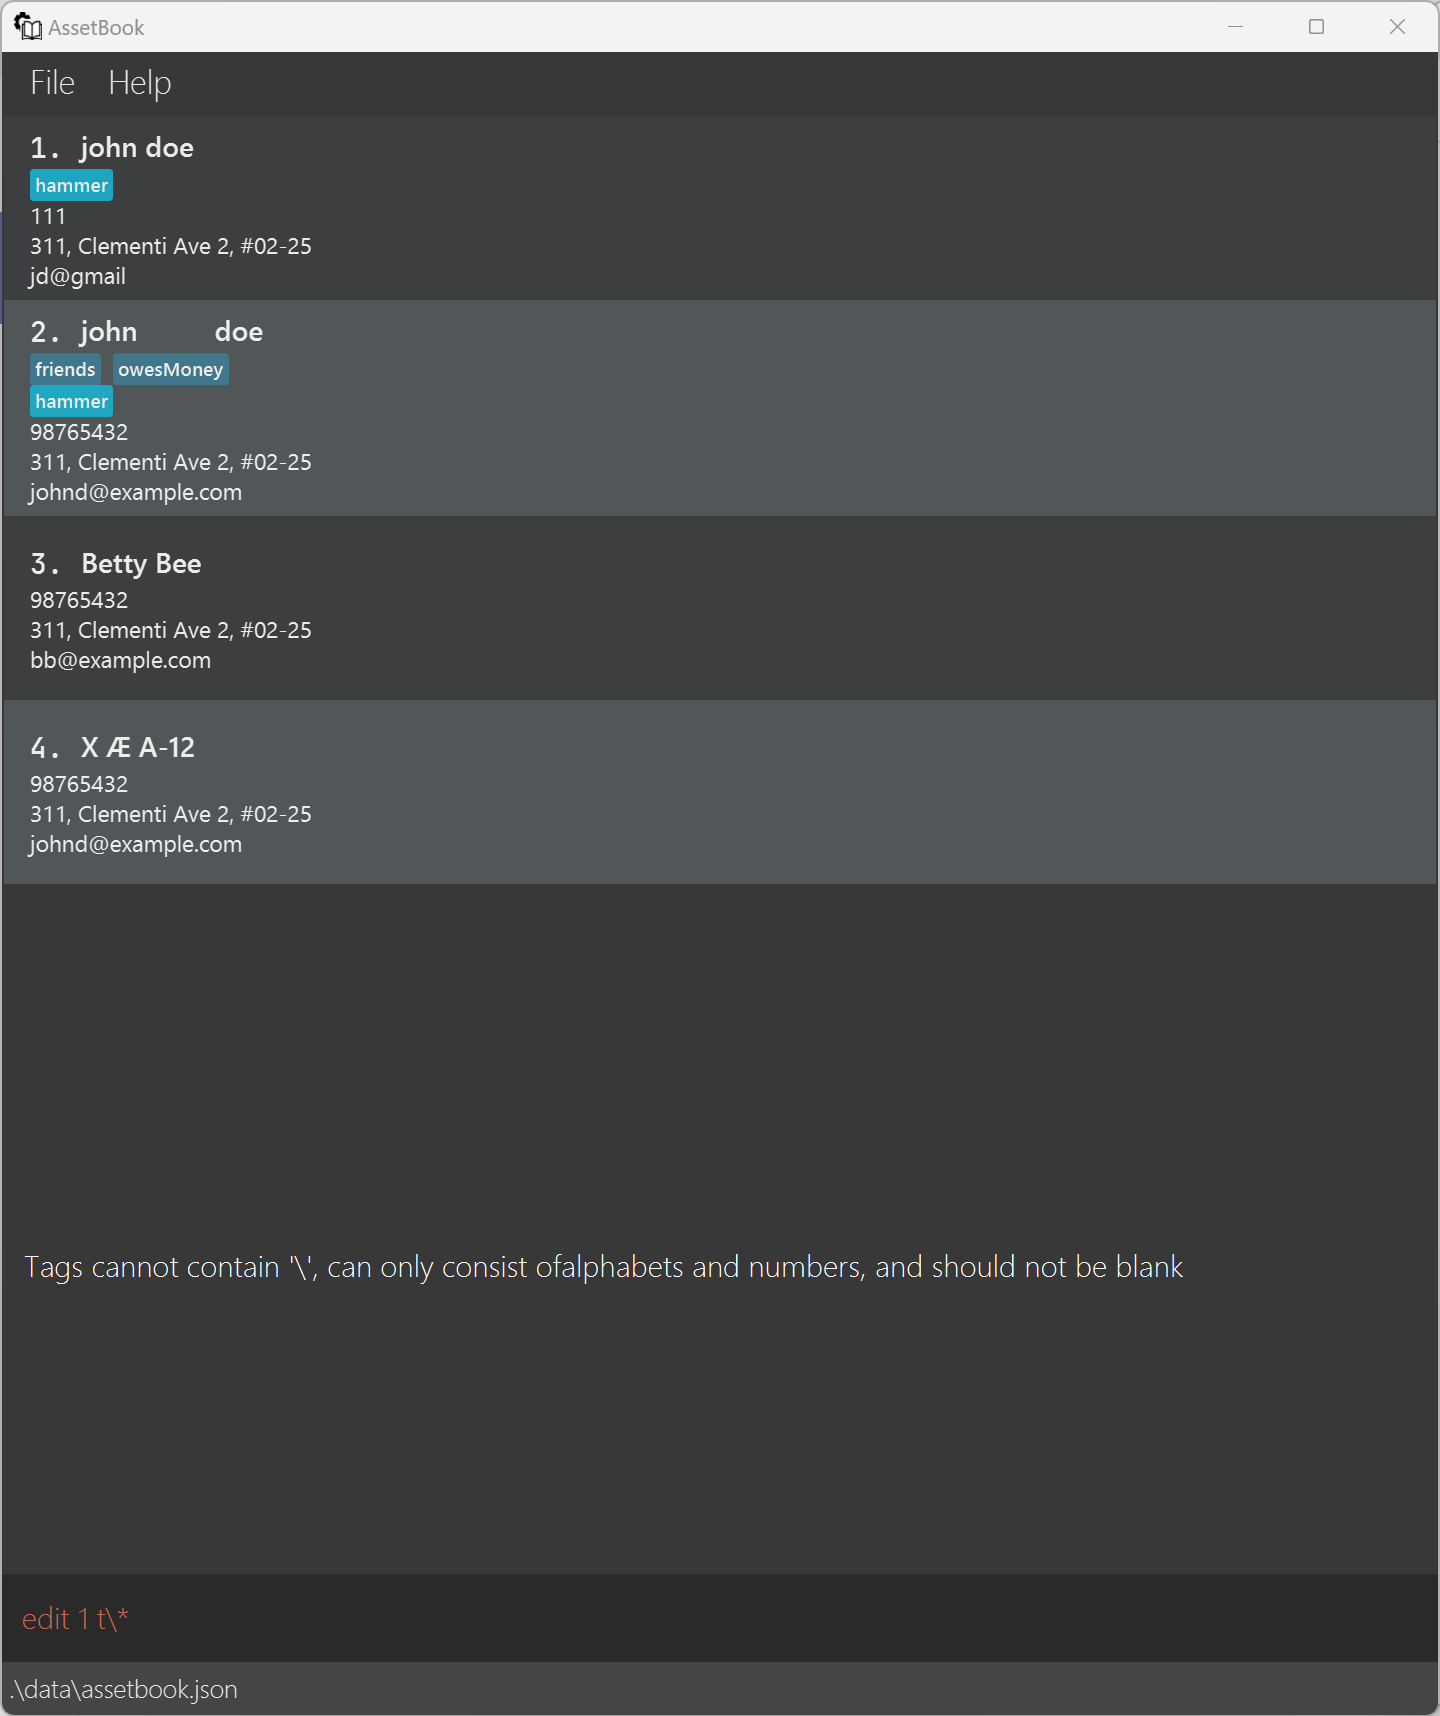 AssetBook
File Help
1. john doe
hammer
111
311, Clementi Ave 2, #02-25
jd@gmail
2. john doe
friends owesMoney
hammer
98765432
311, Clementi Ave 2, #02-25
johnd@example.com
3. Betty Bee
98765432
311, Clementi Ave 2, #02-25
bb@example.com
4. X Æ A-12
98765432
311, Clementi Ave 2, #02-25
johnd@example.com
Tags cannot contain '\', can only consist ofalphabets and numbers, and should not be blank
edit 1 t\*
.\data\assetbook.json